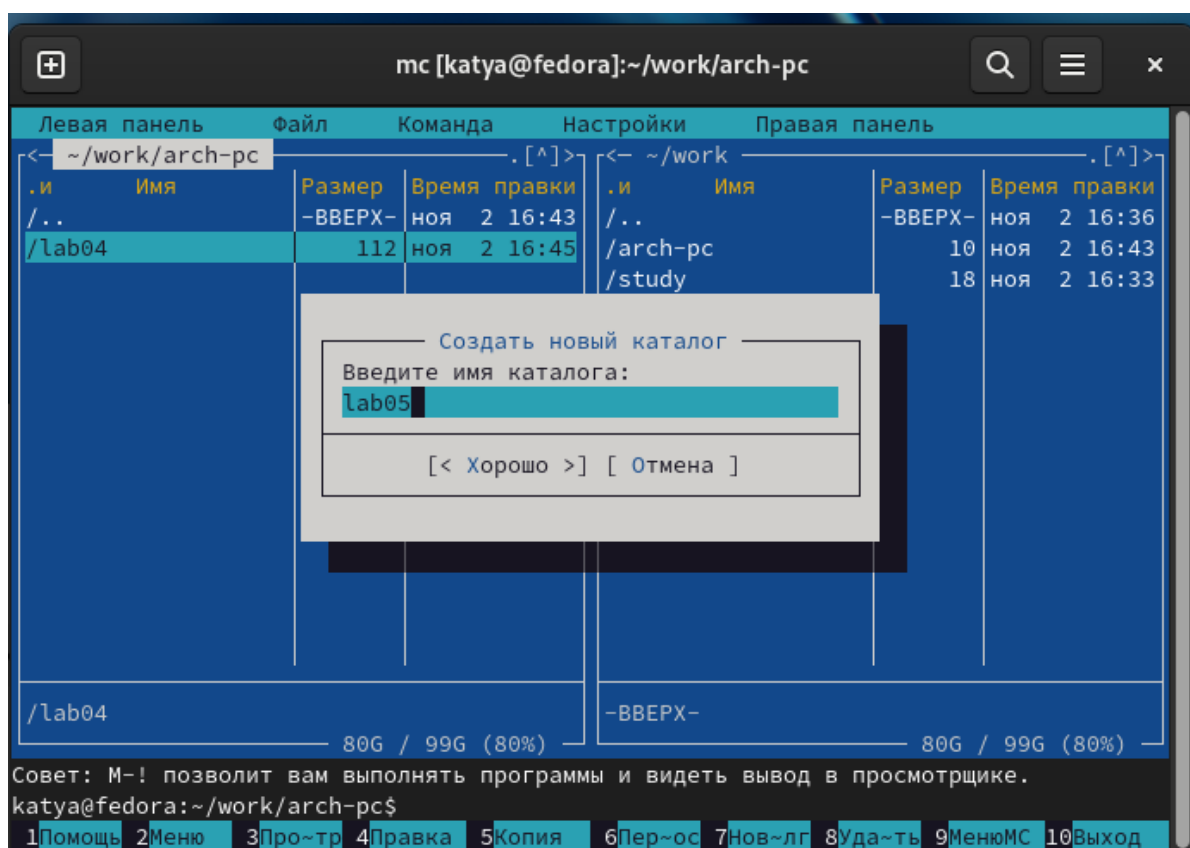 mc [katya@fedora]:~/work/arch-pc
Левая панель Файл Команда Настройки Правая панель
<— ~/work/arch-pc .[^]> <— ~/work .[^]>
.и Имя Размер Время правки .и Имя Размер Время правки
/.. -ВВЕРХ- ноя 2 16:43 /.. -ВВЕРХ- ноя 2 16:36
/lab04 112 ноя 2 16:45 /arch-pc 10 ноя 2 16:43
/study 18 ноя 2 16:33
Создать новый каталог
Введите имя каталога:
lab05
[< Хорошо >] [ Отмена ]
/lab04 -ВВЕРХ-
80G / 99G (80%) 80G / 99G (80%)
Совет: M-! позволит вам выполнять программы и видеть вывод в просмотрщике.
katya@fedora:~/work/arch-pc$
1Помощь 2Меню 3Про~тр 4Правка 5Копия 6Пер~ос 7Нов~лг 8Уда~ть 9МенюMC 10Выход